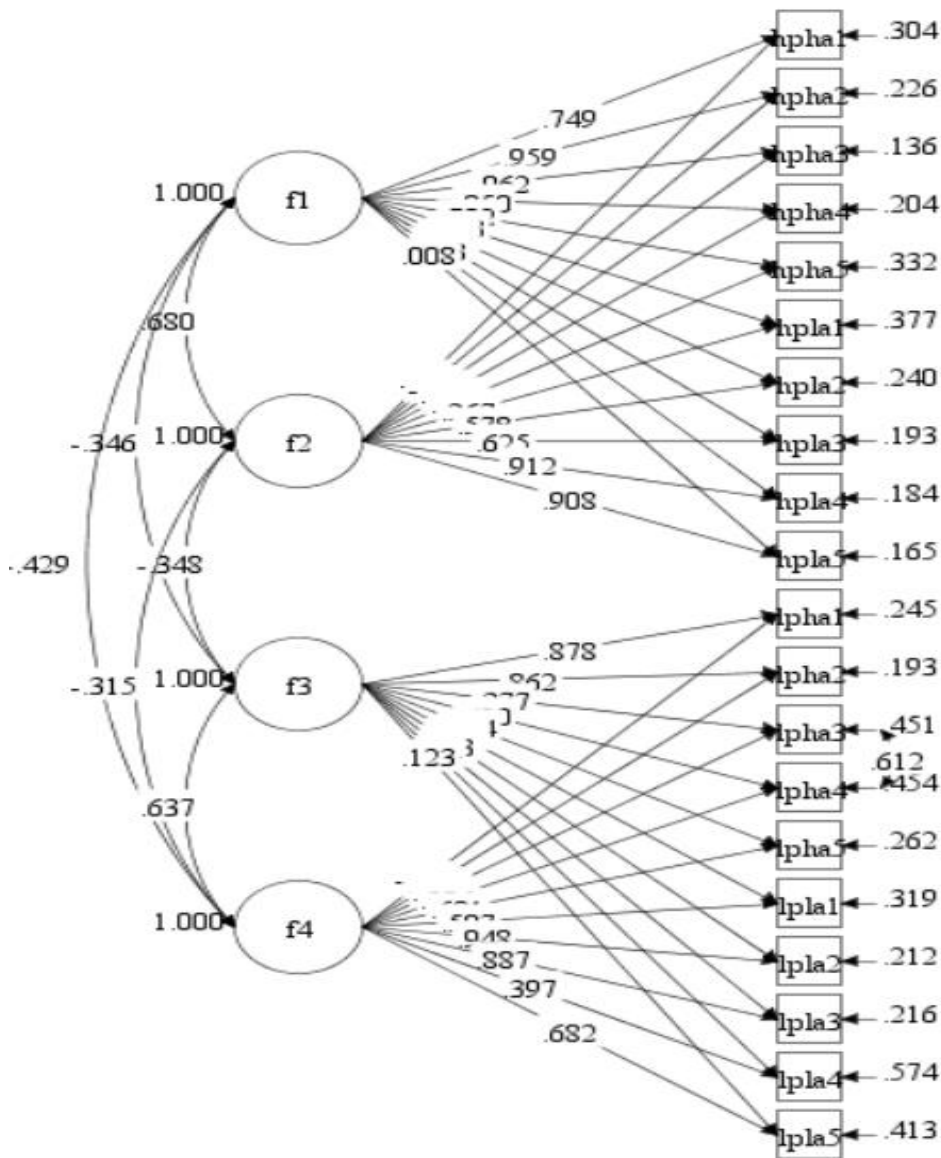 hpha1 .304
hpha2 .226
.749
hpha3 .136
.959
1.000 f1 .862
hpha4 .204
.008
hpha5 .332
.680
hpla1 .377
hpla2 .240
-.346 1.000 f2 .625
hpla3 .193
.912
hpla4 .184
.908
-.429 -.348
hpla5 .165
lpha1 .245
.878
-.315 1.000 f3 .862
lpha2 .193
lpha3 .451
.123
.612
lpha4 .454
.637
lpha5 .262
lpla1 .319
1.000 f4 .948
lpla2 .212
.887
.397
lpla3 .216
.682
lpla4 .574
lpla5 .413